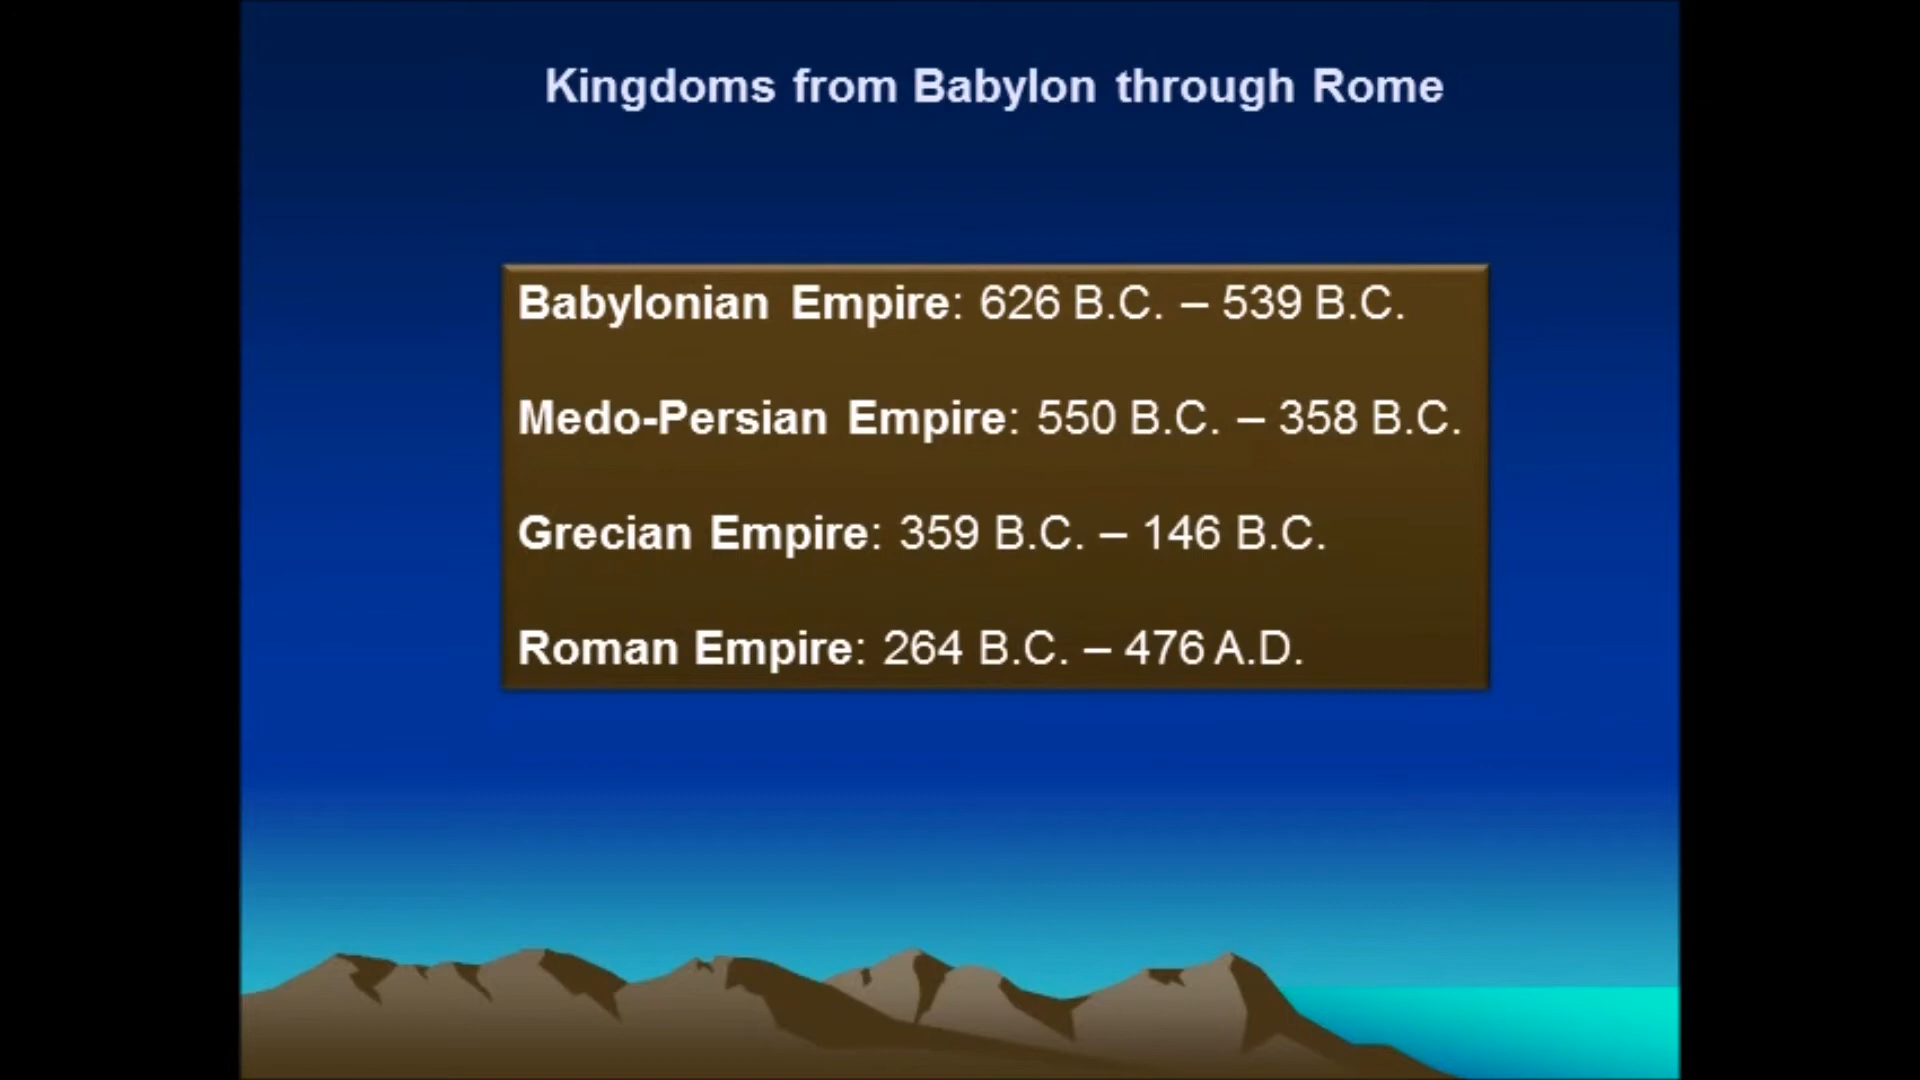 Kingdoms from Babylon through Rome
Babylonian Empire: 626 B.C. – 539 B.C.
Medo-Persian Empire: 550 B.C. – 358 B.C.
Grecian Empire: 359 B.C. – 146 B.C.
Roman Empire: 264 B.C. – 476 A.D.